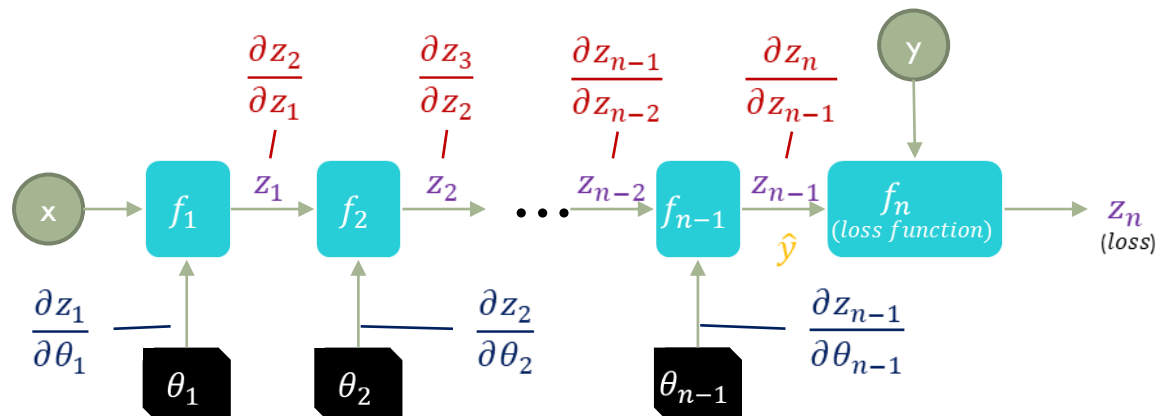 y
∂z₂/∂z₁
∂z₃/∂z₂
∂zₙ₋₁/∂zₙ₋₂
∂zₙ/∂zₙ₋₁
x
f₁
z₁
f₂
z₂
...
zₙ₋₂
fₙ₋₁
zₙ₋₁
ŷ
fₙ
(loss function)
zₙ
(loss)
∂z₁/∂θ₁
∂z₂/∂θ₂
∂zₙ₋₁/∂θₙ₋₁
θ₁
θ₂
θₙ₋₁